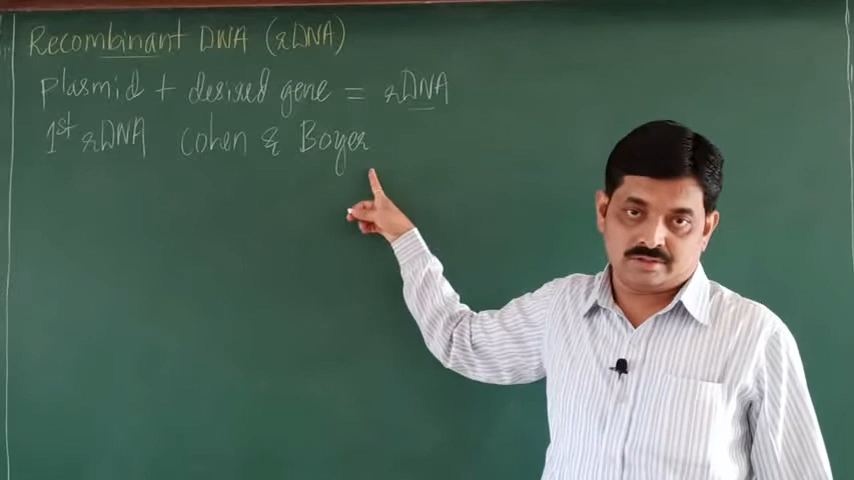 Recombinant DNA (rDNA)
Plasmid + desired gene = rDNA
1st rDNA Cohen & Boyer